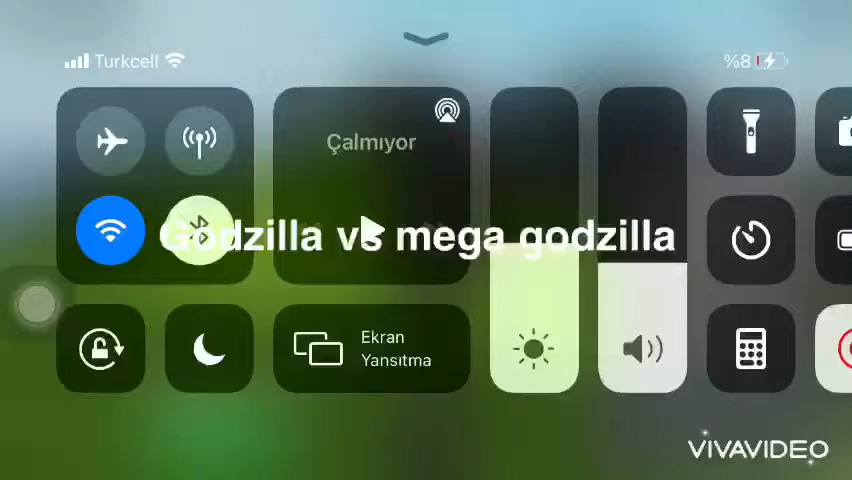 Turkcell
%8
Çalmıyor
Godzilla vs mega godzilla
Ekran
Yansıtma
VIVAVIDEO